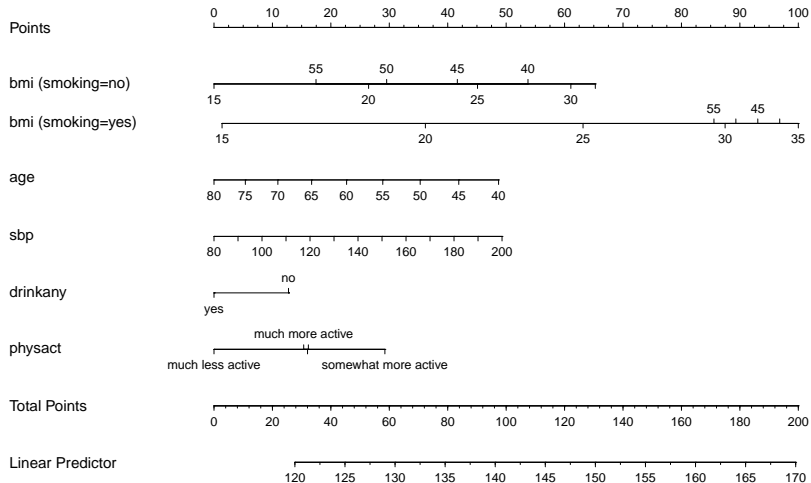 Points
0 10 20 30 40 50 60 70 80 90 100
bmi (smoking=no)
55 50 45 40
15 20 25 30
bmi (smoking=yes)
55 45
15 20 25 30 35
age
80 75 70 65 60 55 50 45 40
sbp
80 100 120 140 160 180 200
drinkany
no
yes
physact
much more active
much less active somewhat more active
Total Points
0 20 40 60 80 100 120 140 160 180 200
Linear Predictor
120 125 130 135 140 145 150 155 160 165 170